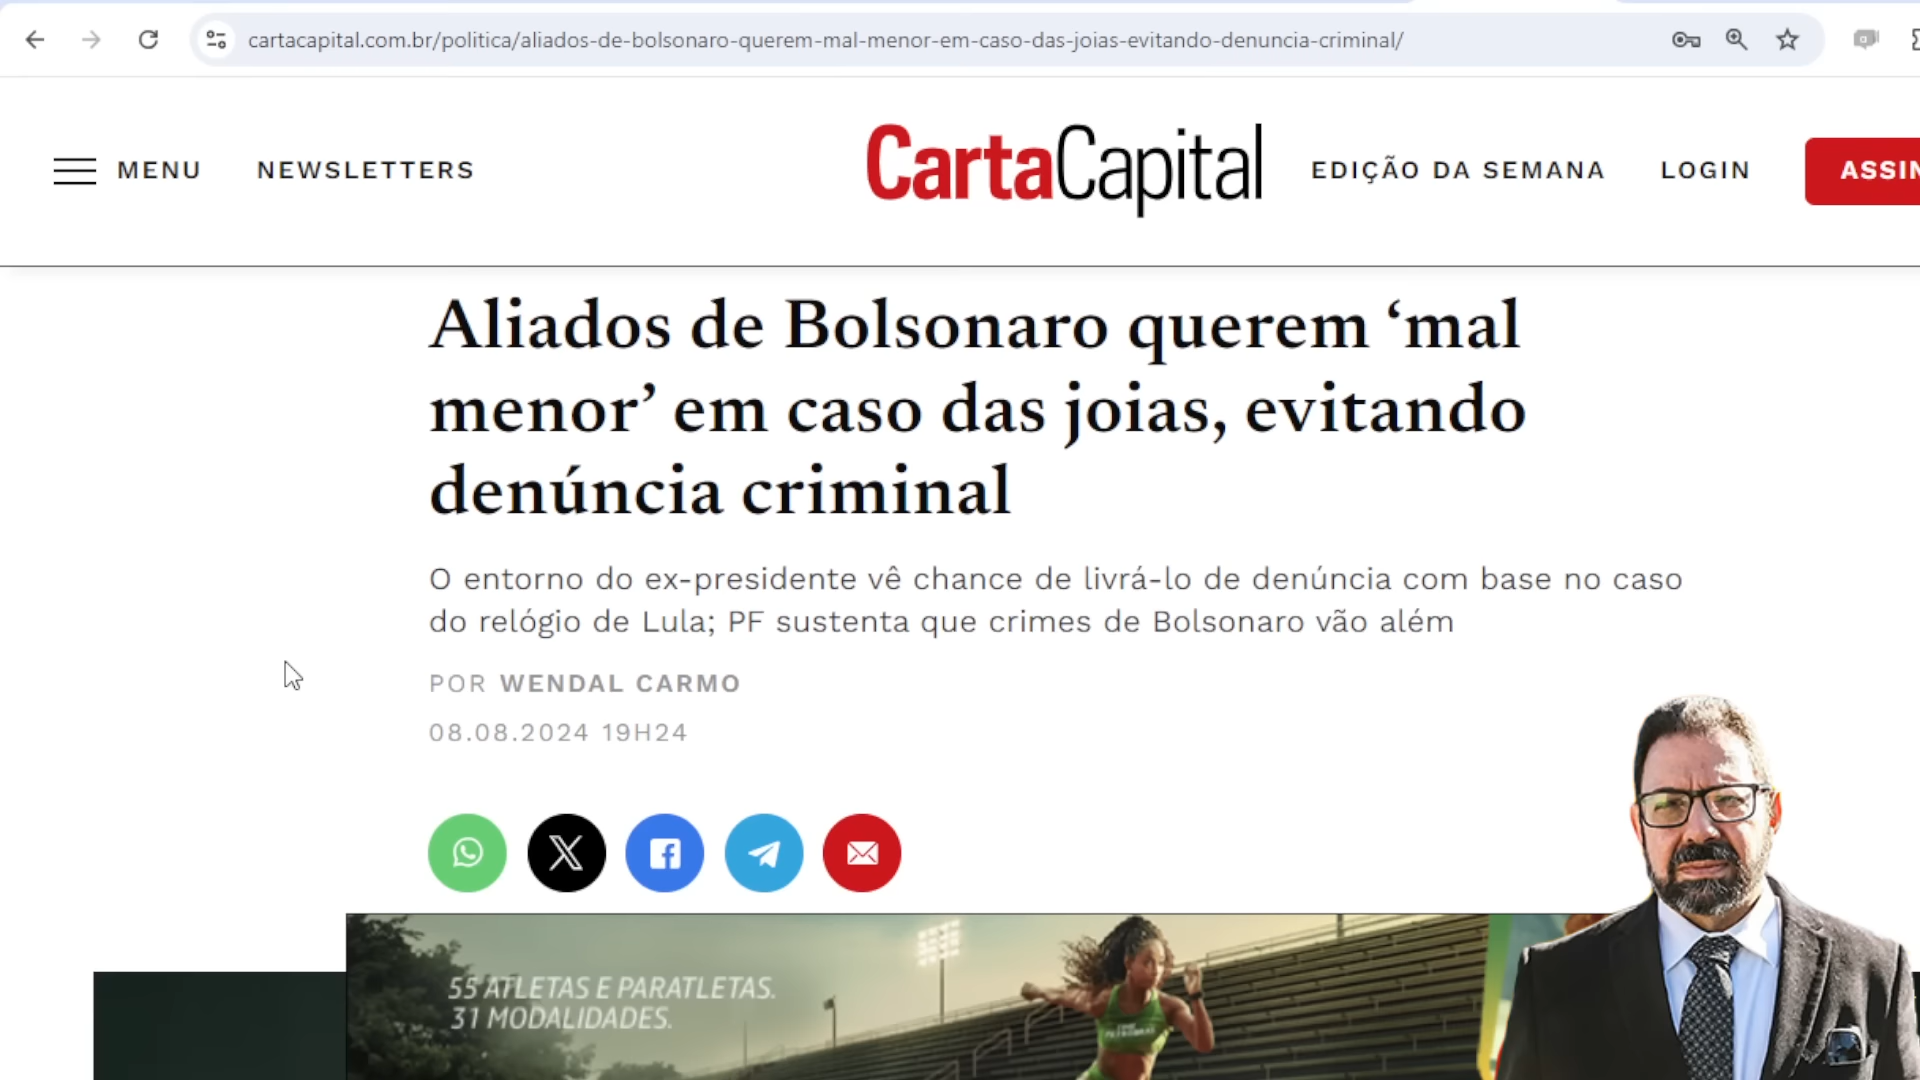 cartacapital.com.br/politica/aliados-de-bolsonaro-querem-mal-menor-em-caso-das-joias-evitando-denuncia-criminal/
MENU
NEWSLETTERS
CartaCapital
EDIÇÃO DA SEMANA
LOGIN
ASSIN
Aliados de Bolsonaro querem ‘mal
menor’ em caso das joias, evitando
denúncia criminal
O entorno do ex-presidente vê chance de livrá-lo de denúncia com base no caso
do relógio de Lula; PF sustenta que crimes de Bolsonaro vão além
POR WENDAL CARMO
08.08.2024 19H24
55 ATLETAS E PARATLETAS.
31 MODALIDADES.